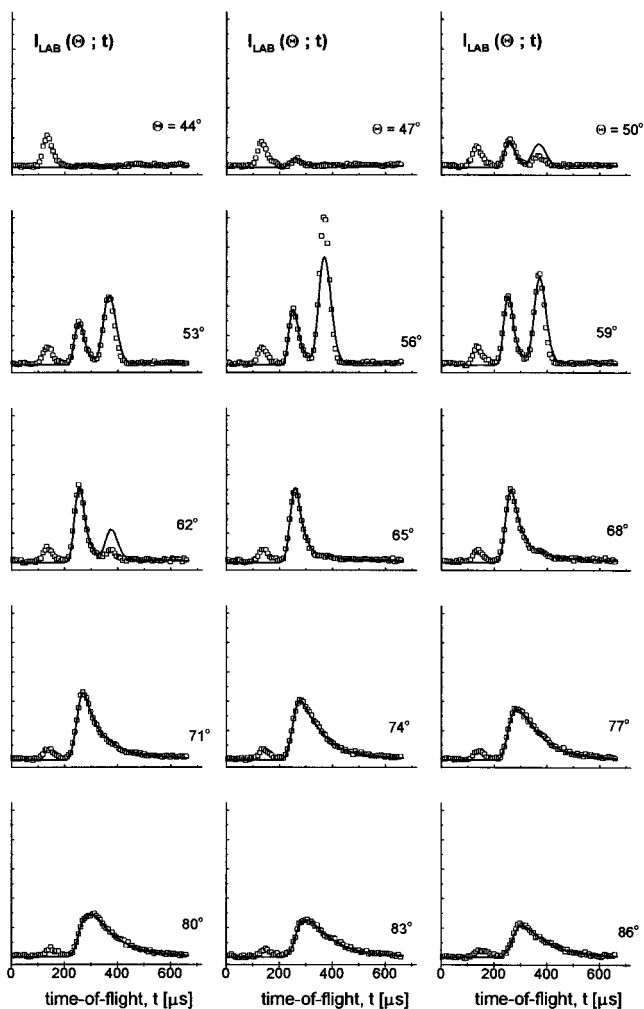 I_LAB (Θ ; t)
I_LAB (Θ ; t)
I_LAB (Θ ; t)
Θ = 44°
Θ = 47°
Θ = 50°
53°
56°
59°
62°
65°
68°
71°
74°
77°
80°
83°
86°
0 200 400 600
0 200 400 600
0 200 400 600
time-of-flight, t [µs]
time-of-flight, t [µs]
time-of-flight, t [µs]